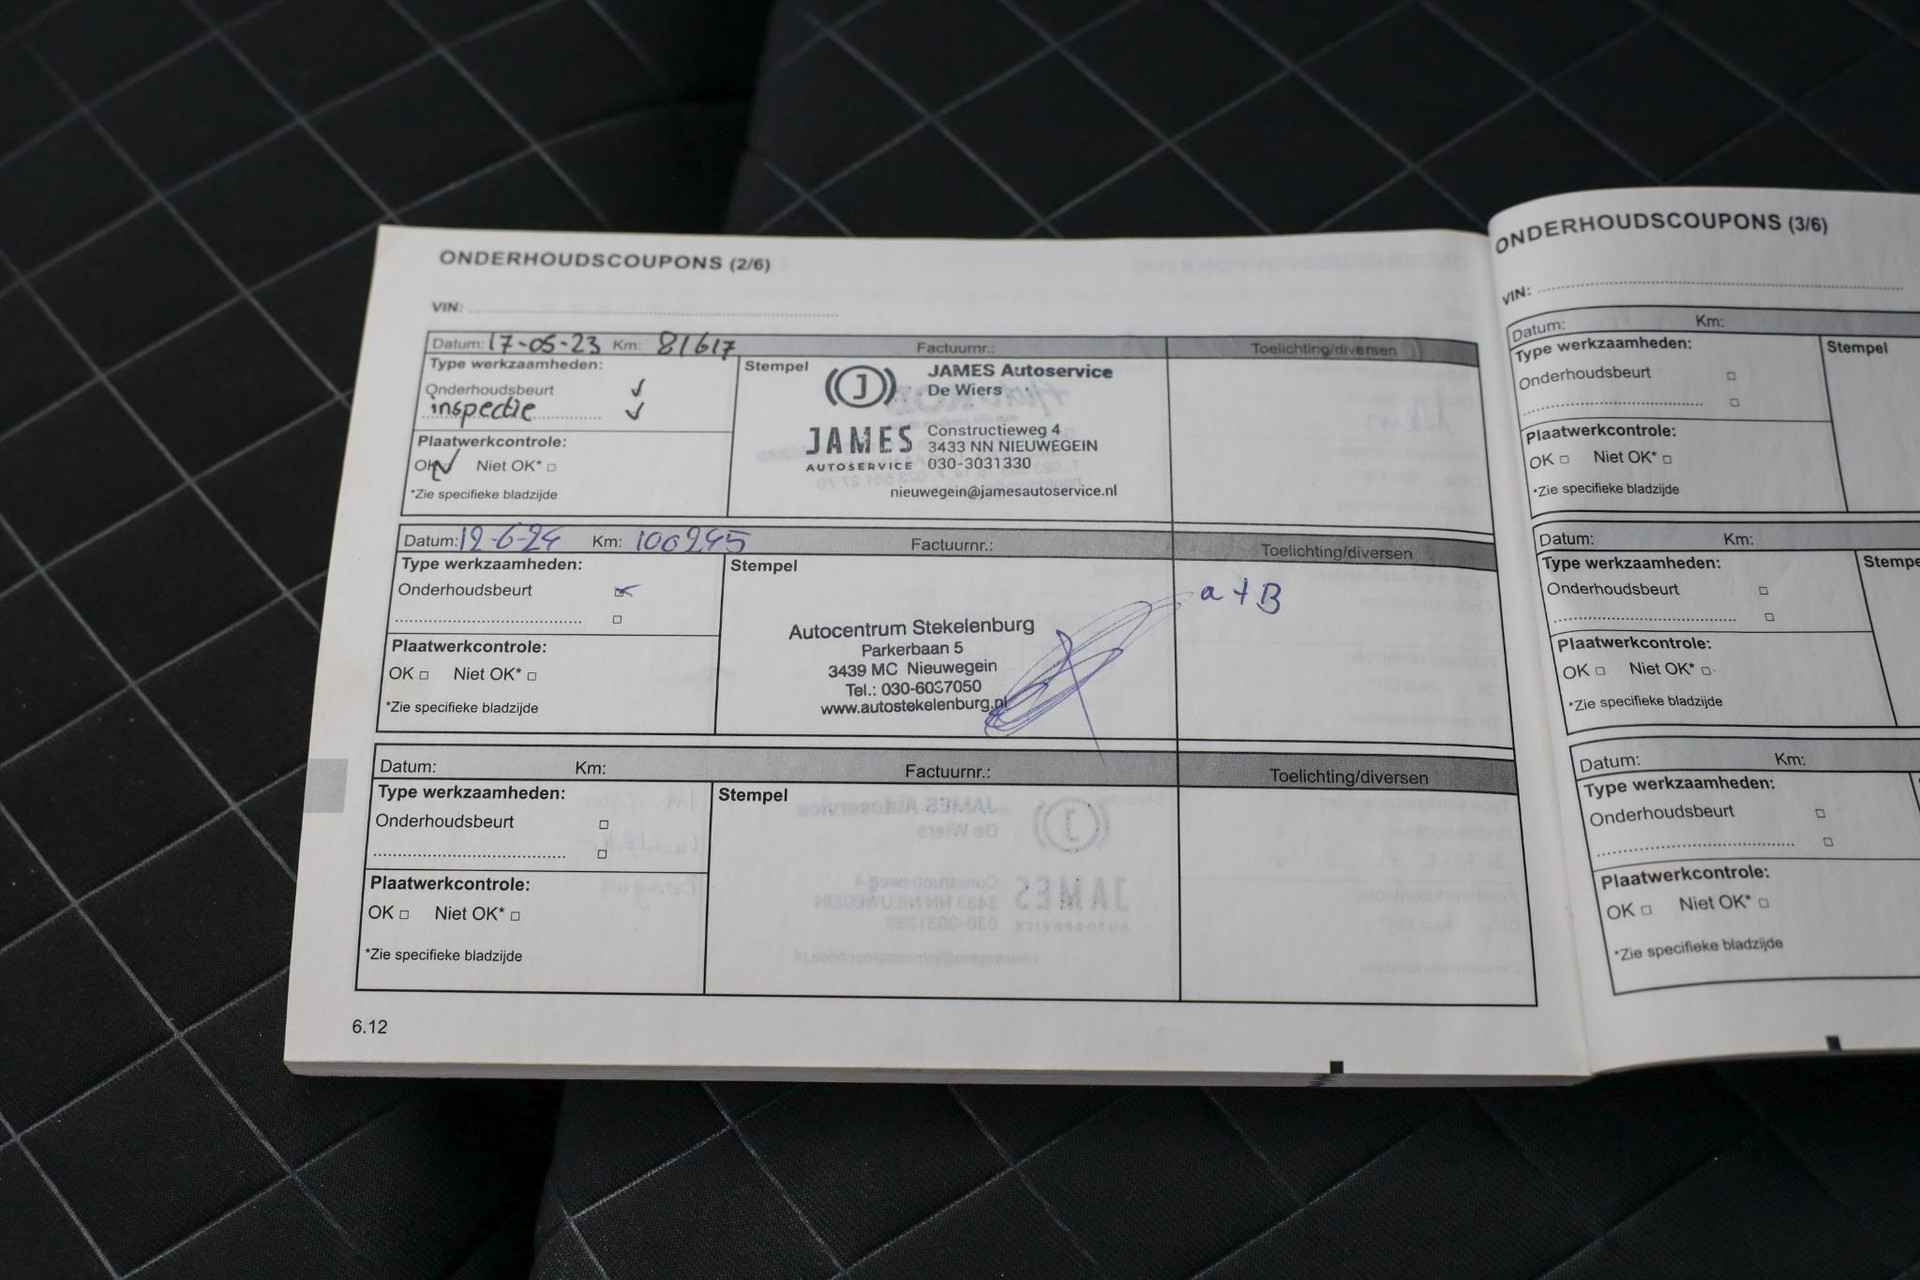 ONDERHOUDSCOUPONS (2/6)
VIN:
Datum: 17-05-23 Km: 81617 Factuurnr.: Toelichting/diversen
Type werkzaamheden:
Onderhoudsbeurt
inspectie
Plaatwerkcontrole:
OK Niet OK*
*Zie specifieke bladzijde
Stempel
JAMES Autoservice
De Wiers
J
JAMES
AUTOSERVICE
Constructieweg 4
3433 NN NIEUWEGEIN
030-3031330
nieuwegein@jamesautoservice.nl
Datum: 12-6-24 Km: 100245 Factuurnr.: Toelichting/diversen
Type werkzaamheden:
Onderhoudsbeurt
Plaatwerkcontrole:
OK Niet OK*
*Zie specifieke bladzijde
Stempel
Autocentrum Stekelenburg
Parkerbaan 5
3439 MC Nieuwegein
Tel.: 030-6037050
www.autostekelenburg.nl
a + B
Datum: Km: Factuurnr.: Toelichting/diversen
Type werkzaamheden:
Onderhoudsbeurt
Plaatwerkcontrole:
OK Niet OK*
*Zie specifieke bladzijde
Stempel
6.12
ONDERHOUDSCOUPONS (3/6)
VIN:
Datum: Km:
Type werkzaamheden:
Onderhoudsbeurt
Plaatwerkcontrole:
OK Niet OK*
*Zie specifieke bladzijde
Stempel
Datum: Km:
Type werkzaamheden:
Onderhoudsbeurt
Plaatwerkcontrole:
OK Niet OK*
*Zie specifieke bladzijde
Stempe
Datum: Km:
Type werkzaamheden:
Onderhoudsbeurt
Plaatwerkcontrole:
OK Niet OK*
*Zie specifieke bladzijde